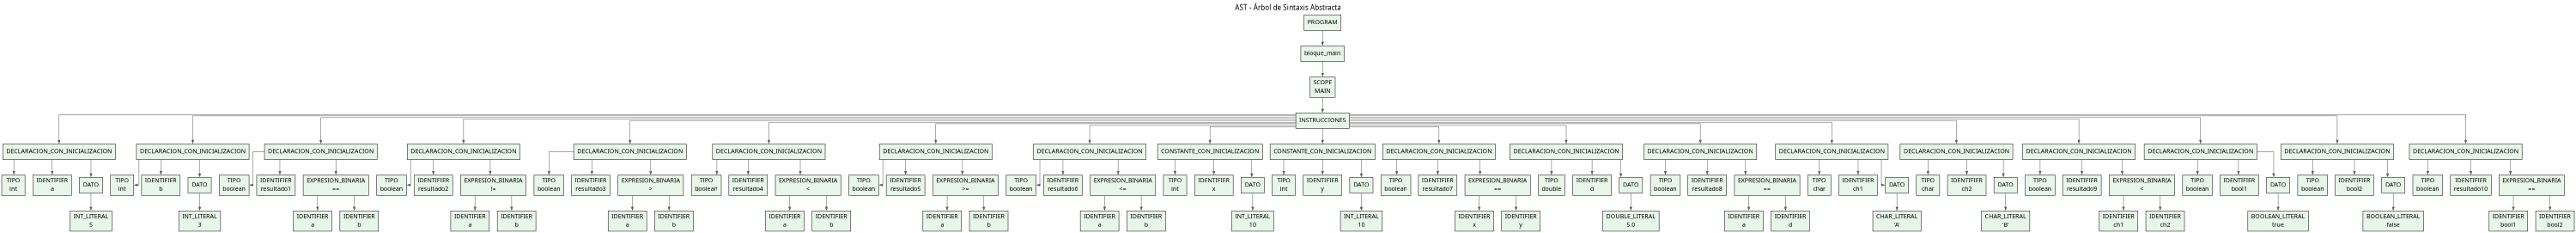 AST - Árbol de Sintaxis Abstracta
PROGRAM
bloque_main
SCOPE
MAIN
INSTRUCCIONES
DECLARACION_CON_INICIALIZACION
DECLARACION_CON_INICIALIZACION
DECLARACION_CON_INICIALIZACION
DECLARACION_CON_INICIALIZACION
DECLARACION_CON_INICIALIZACION
DECLARACION_CON_INICIALIZACION
DECLARACION_CON_INICIALIZACION
DECLARACION_CON_INICIALIZACION
CONSTANTE_CON_INICIALIZACION
CONSTANTE_CON_INICIALIZACION
DECLARACION_CON_INICIALIZACION
DECLARACION_CON_INICIALIZACION
DECLARACION_CON_INICIALIZACION
DECLARACION_CON_INICIALIZACION
DECLARACION_CON_INICIALIZACION
DECLARACION_CON_INICIALIZACION
DECLARACION_CON_INICIALIZACION
DECLARACION_CON_INICIALIZACION
DECLARACION_CON_INICIALIZACION
TIPO
int
IDENTIFIER
a
DATO
TIPO
int
IDENTIFIER
b
DATO
TIPO
boolean
IDENTIFIER
resultado1
EXPRESION_BINARIA
==
TIPO
boolean
IDENTIFIER
resultado2
EXPRESION_BINARIA
!=
TIPO
boolean
IDENTIFIER
resultado3
EXPRESION_BINARIA
>
TIPO
boolean
IDENTIFIER
resultado4
EXPRESION_BINARIA
<
TIPO
boolean
IDENTIFIER
resultado5
EXPRESION_BINARIA
>=
TIPO
boolean
IDENTIFIER
resultado6
EXPRESION_BINARIA
<=
TIPO
int
IDENTIFIER
x
DATO
TIPO
int
IDENTIFIER
y
DATO
TIPO
boolean
IDENTIFIER
resultado7
EXPRESION_BINARIA
==
TIPO
double
IDENTIFIER
d
DATO
TIPO
boolean
IDENTIFIER
resultado8
EXPRESION_BINARIA
==
TIPO
char
IDENTIFIER
ch1
DATO
TIPO
char
IDENTIFIER
ch2
DATO
TIPO
boolean
IDENTIFIER
resultado9
EXPRESION_BINARIA
<
TIPO
boolean
IDENTIFIER
bool1
DATO
TIPO
boolean
IDENTIFIER
bool2
DATO
TIPO
boolean
IDENTIFIER
resultado10
EXPRESION_BINARIA
==
INT_LITERAL
5
INT_LITERAL
3
IDENTIFIER
a
IDENTIFIER
b
IDENTIFIER
a
IDENTIFIER
b
IDENTIFIER
a
IDENTIFIER
b
IDENTIFIER
a
IDENTIFIER
b
IDENTIFIER
a
IDENTIFIER
b
IDENTIFIER
a
IDENTIFIER
b
INT_LITERAL
10
INT_LITERAL
10
IDENTIFIER
x
IDENTIFIER
y
DOUBLE_LITERAL
5.0
IDENTIFIER
a
IDENTIFIER
d
CHAR_LITERAL
'A'
CHAR_LITERAL
'B'
IDENTIFIER
ch1
IDENTIFIER
ch2
BOOLEAN_LITERAL
true
BOOLEAN_LITERAL
false
IDENTIFIER
bool1
IDENTIFIER
bool2